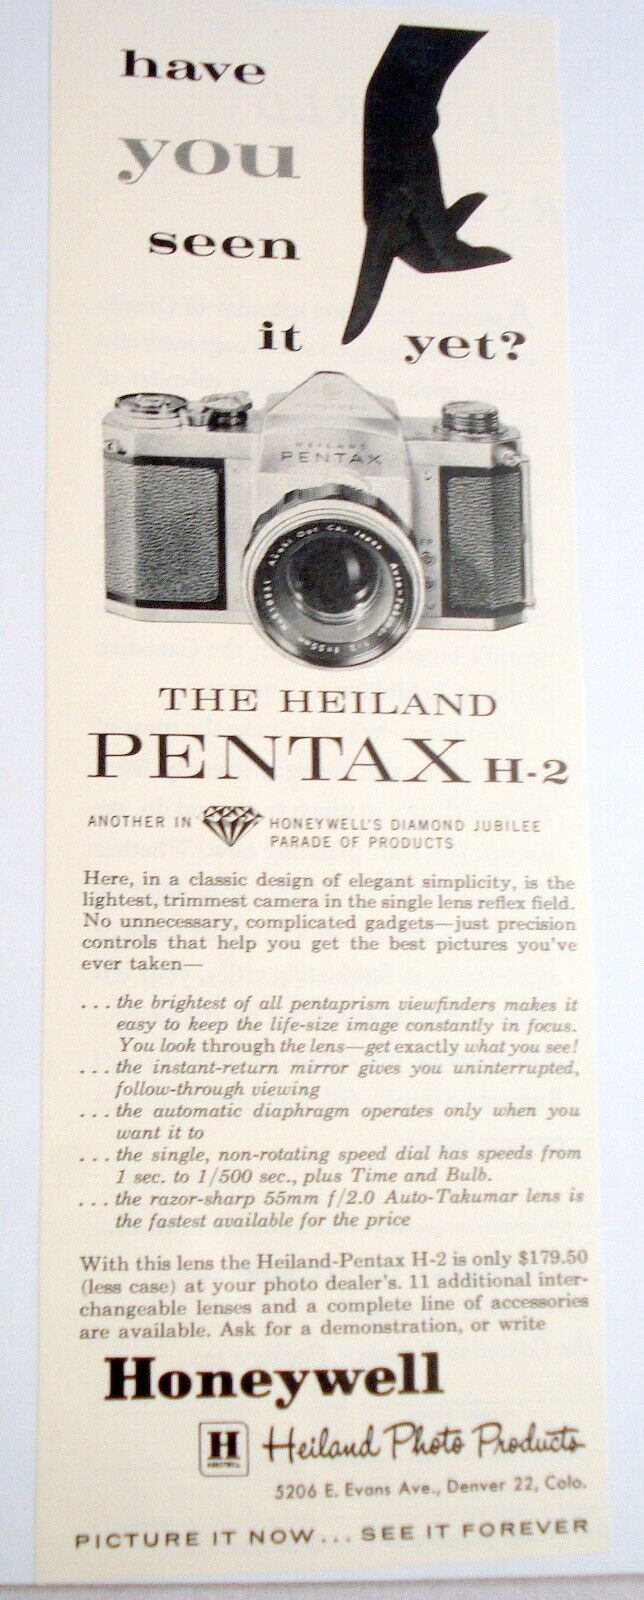 have
you
seen
it yet?
HEILAND
PENTAX
THE HEILAND
PENTAX H-2
ANOTHER IN HONEYWELL'S DIAMOND JUBILEE
PARADE OF PRODUCTS
Here, in a classic design of elegant simplicity, is the
lightest, trimmest camera in the single lens reflex field.
No unnecessary, complicated gadgets—just precision
controls that help you get the best pictures you've
ever taken—
...the brightest of all pentaprism viewfinders makes it
easy to keep the life-size image constantly in focus.
You look through the lens—get exactly what you see!
...the instant-return mirror gives you uninterrupted,
follow-through viewing
...the automatic diaphragm operates only when you
want it to
...the single, non-rotating speed dial has speeds from
1 sec. to 1/500 sec., plus Time and Bulb.
...the razor-sharp 55mm f/2.0 Auto-Takumar lens is
the fastest available for the price
With this lens the Heiland-Pentax H-2 is only $179.50
(less case) at your photo dealer's. 11 additional inter-
changeable lenses and a complete line of accessories
are available. Ask for a demonstration, or write
Honeywell
H
HONEYWELL
Heiland Photo Products
5206 E. Evans Ave., Denver 22, Colo.
PICTURE IT NOW...SEE IT FOREVER